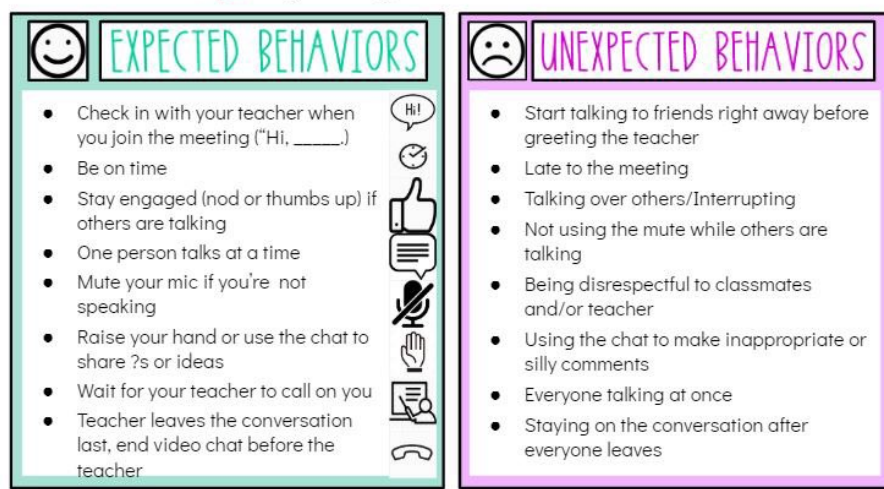 EXPECTED BEHAVIORS
Check in with your teacher when
you join the meeting (“Hi, _____.)
Be on time
Stay engaged (nod or thumbs up) if
others are talking
One person talks at a time
Mute your mic if you’re not
speaking
Raise your hand or use the chat to
share ?s or ideas
Wait for your teacher to call on you
Teacher leaves the conversation
last, end video chat before the
teacher
Hi!
UNEXPECTED BEHAVIORS
Start talking to friends right away before
greeting the teacher
Late to the meeting
Talking over others/Interrupting
Not using the mute while others are
talking
Being disrespectful to classmates
and/or teacher
Using the chat to make inappropriate or
silly comments
Everyone talking at once
Staying on the conversation after
everyone leaves